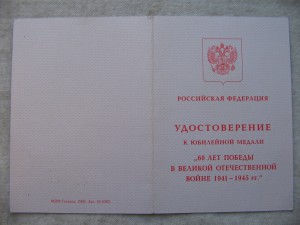 РОССИЙСКАЯ ФЕДЕРАЦИЯ
УДОСТОВЕРЕНИЕ
К ЮБИЛЕЙНОЙ МЕДАЛИ
„60 ЛЕТ ПОБЕДЫ
В ВЕЛИКОЙ ОТЕЧЕСТВЕННОЙ
ВОЙНЕ 1941 – 1945 гг."